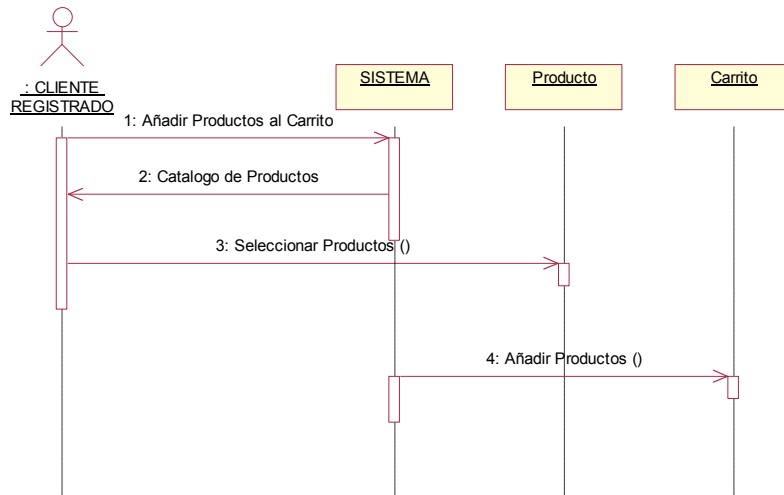 : CLIENTE
REGISTRADO
SISTEMA
Producto
Carrito
1: Añadir Productos al Carrito
2: Catalogo de Productos
3: Seleccionar Productos ()
4: Añadir Productos ()